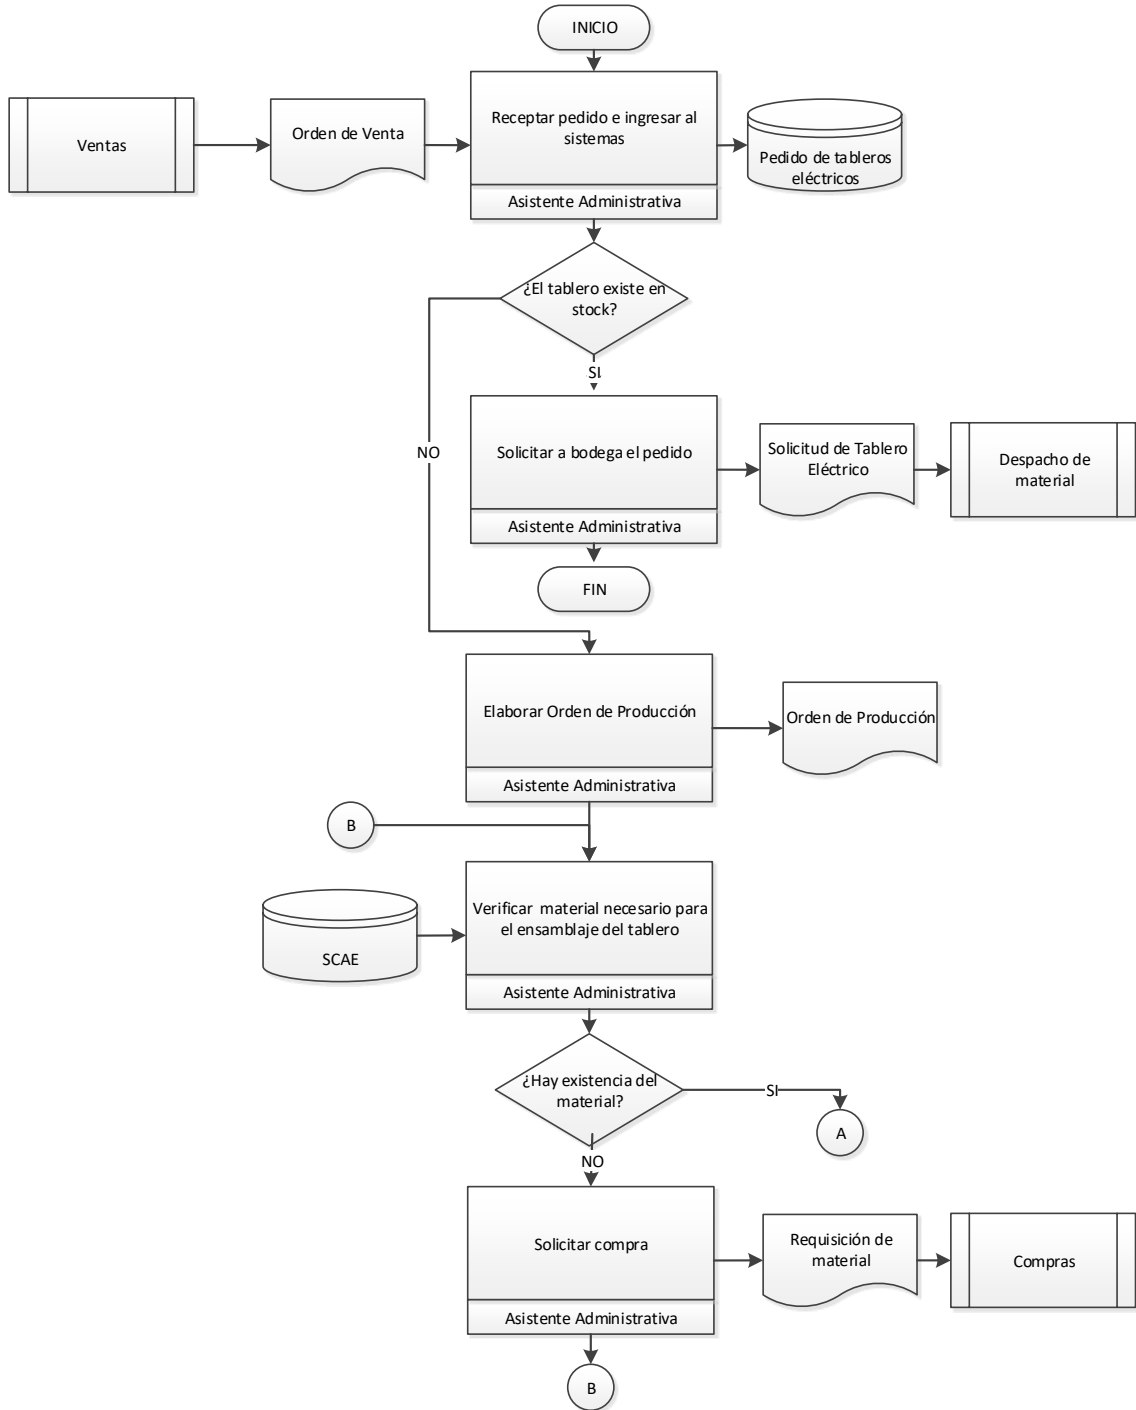 INICIO
Ventas
Orden de Venta
Receptar pedido e ingresar al
sistemas
Asistente Administrativa
Pedido de tableros
eléctricos
¿El tablero existe en
stock?
SI
NO
Solicitar a bodega el pedido
Asistente Administrativa
Solicitud de Tablero
Eléctrico
Despacho de
material
FIN
Elaborar Orden de Producción
Asistente Administrativa
Orden de Producción
B
SCAE
Verificar material necesario para
el ensamblaje del tablero
Asistente Administrativa
¿Hay existencia del
material?
SI
A
NO
Solicitar compra
Asistente Administrativa
Requisición de
material
Compras
B